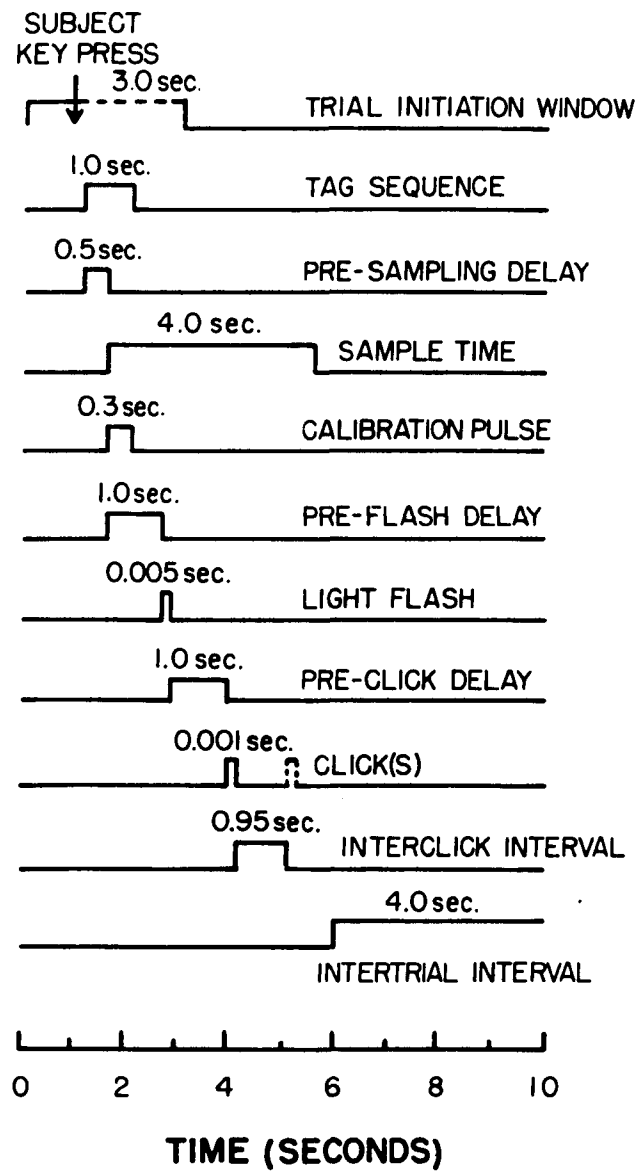 SUBJECT
KEY PRESS
3.0 sec.
TRIAL INITIATION WINDOW
1.0 sec.
TAG SEQUENCE
0.5 sec.
PRE-SAMPLING DELAY
4.0 sec.
SAMPLE TIME
0.3 sec.
CALIBRATION PULSE
1.0 sec.
PRE-FLASH DELAY
0.005 sec.
LIGHT FLASH
1.0 sec.
PRE-CLICK DELAY
0.001 sec.
CLICK(S)
0.95 sec.
INTERCLICK INTERVAL
4.0 sec.
INTERTRIAL INTERVAL
0 2 4 6 8 10
TIME (SECONDS)